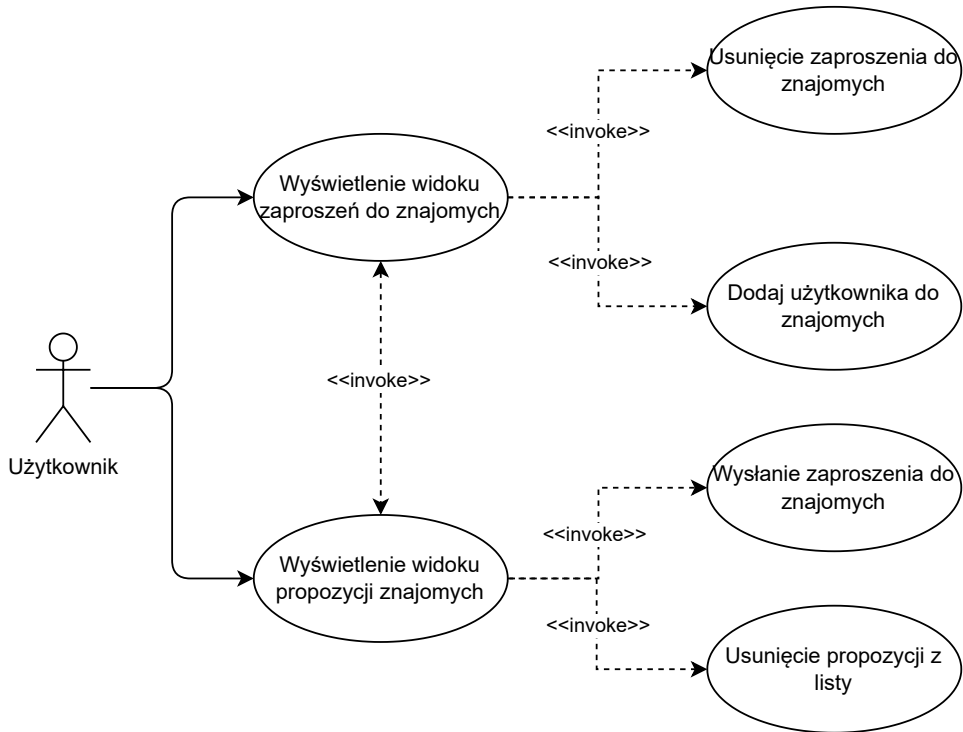 Usunięcie zaproszenia do
znajomych
<<invoke>>
Wyświetlenie widoku
zaproszeń do znajomych
<<invoke>>
Dodaj użytkownika do
znajomych
<<invoke>>
Użytkownik
Wysłanie zaproszenia do
znajomych
<<invoke>>
Wyświetlenie widoku
propozycji znajomych
<<invoke>>
Usunięcie propozycji z
listy